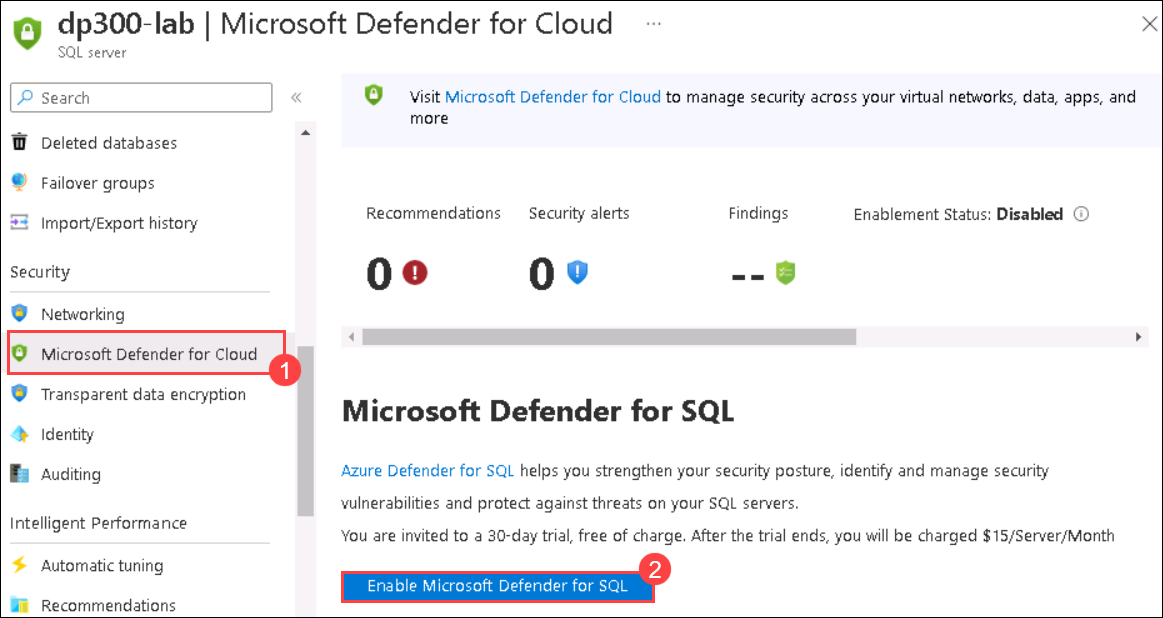 dp300-lab | Microsoft Defender for Cloud ...
SQL server
Search
Deleted databases
Failover groups
Import/Export history
Security
Networking
Microsoft Defender for Cloud
1
Transparent data encryption
Identity
Auditing
Intelligent Performance
Automatic tuning
Recommendations
Visit Microsoft Defender for Cloud to manage security across your virtual networks, data, apps, and
more
Recommendations
0
Security alerts
0
Findings
--
Enablement Status: Disabled
Microsoft Defender for SQL
Azure Defender for SQL helps you strengthen your security posture, identify and manage security
vulnerabilities and protect against threats on your SQL servers.
You are invited to a 30-day trial, free of charge. After the trial ends, you will be charged $15/Server/Month
Enable Microsoft Defender for SQL
2